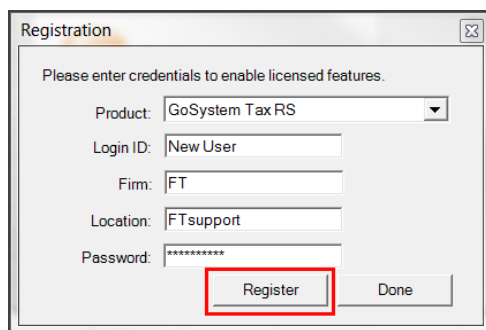 Registration
Please enter credentials to enable licensed features.
Product: GoSystem Tax RS
Login ID: New User
Firm: FT
Location: FTsupport
Password: **********
Register Done